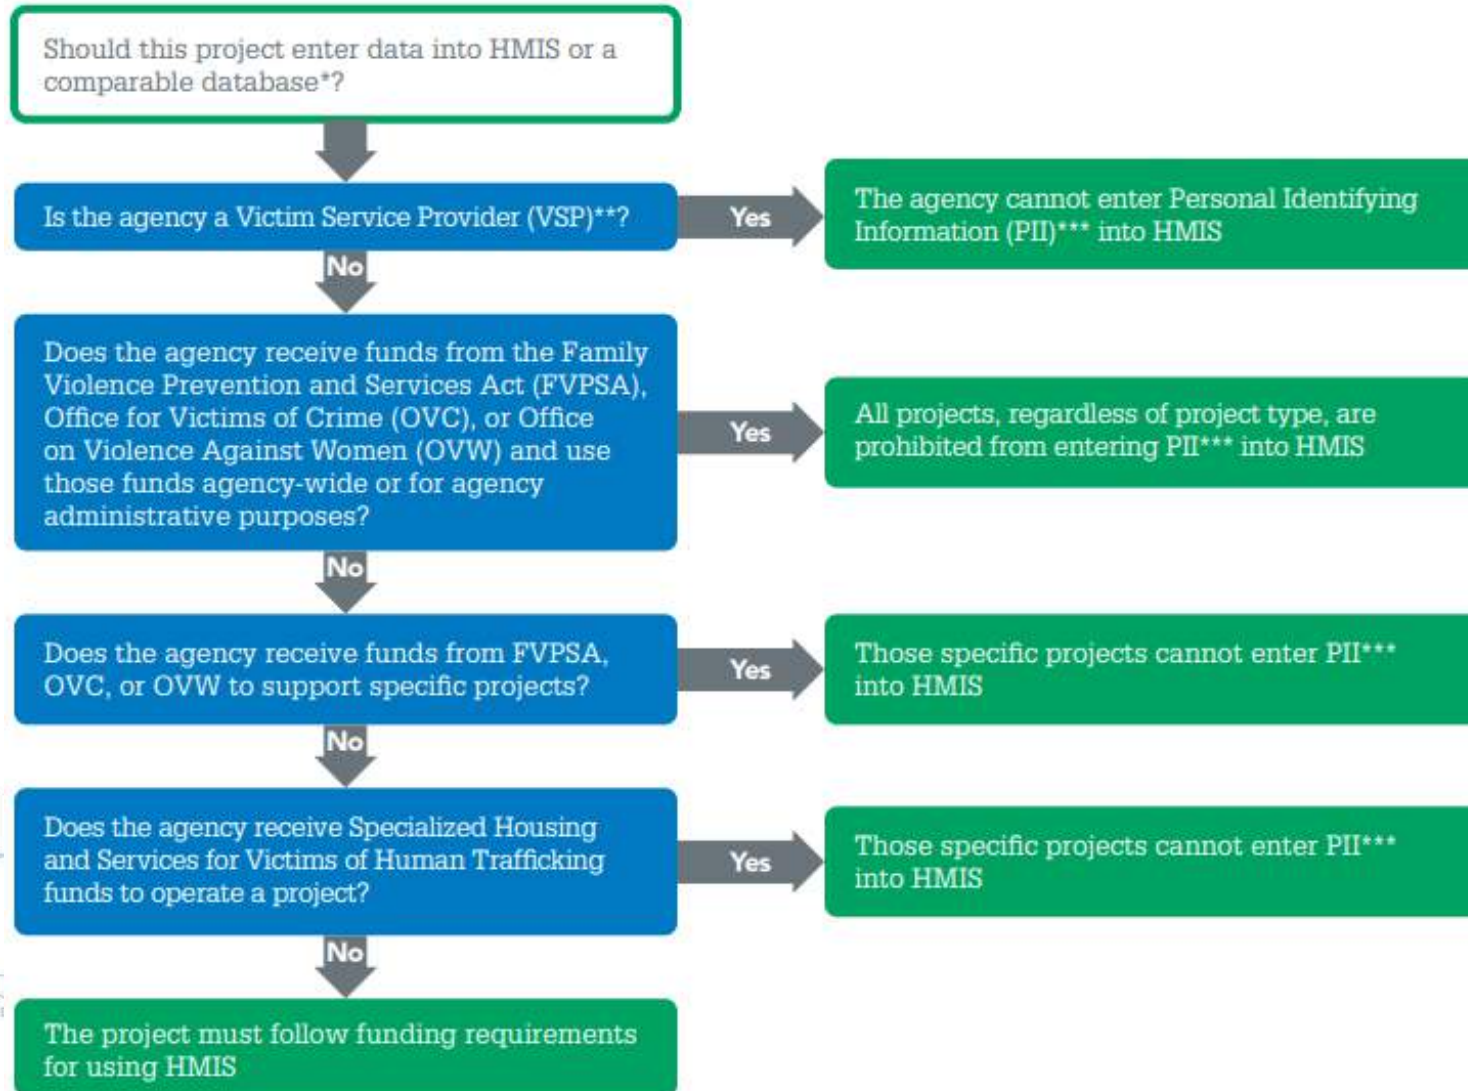 Should this project enter data into HMIS or a
comparable database*?
Is the agency a Victim Service Provider (VSP)**?
Yes
The agency cannot enter Personal Identifying
Information (PII)*** into HMIS
No
Does the agency receive funds from the Family
Violence Prevention and Services Act (FVPSA),
Office for Victims of Crime (OVC), or Office
on Violence Against Women (OVW) and use
those funds agency-wide or for agency
administrative purposes?
Yes
All projects, regardless of project type, are
prohibited from entering PII*** into HMIS
No
Does the agency receive funds from FVPSA,
OVC, or OVW to support specific projects?
Yes
Those specific projects cannot enter PII***
into HMIS
No
Does the agency receive Specialized Housing
and Services for Victims of Human Trafficking
funds to operate a project?
Yes
Those specific projects cannot enter PII***
into HMIS
No
The project must follow funding requirements
for using HMIS